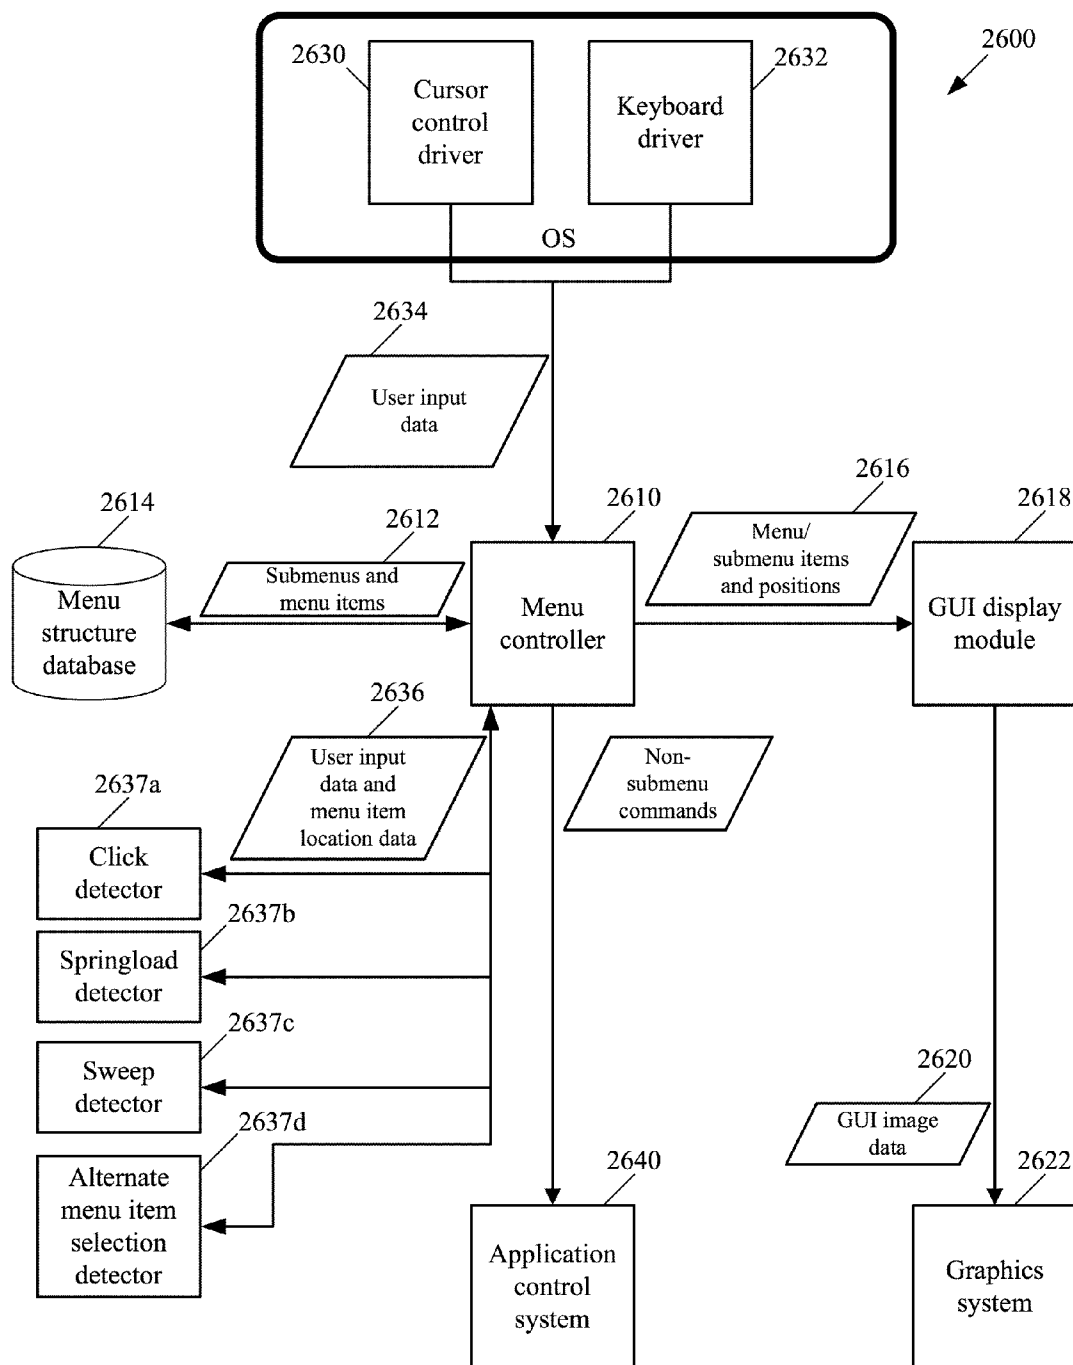 2600
2630
2632
Cursor
control
driver
Keyboard
driver
OS
2634
User input
data
2614
2612
2610
2616
2618
Menu
structure
database
Submenus and
menu items
Menu
controller
Menu/
submenu items
and positions
GUI display
module
2636
User input
data and
menu item
location data
Non-
submenu
commands
2637a
Click
detector
2637b
Springload
detector
2637c
Sweep
detector
2637d
Alternate
menu item
selection
detector
2620
GUI image
data
2640
Application
control
system
2622
Graphics
system